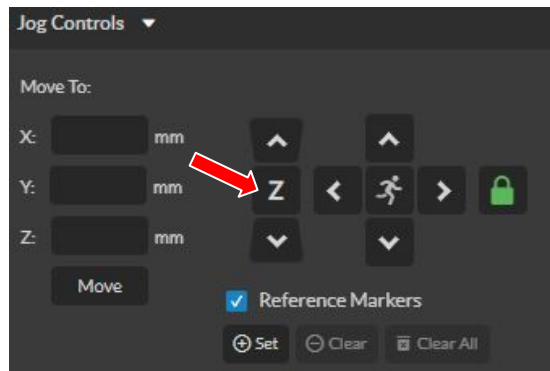 Jog Controls
Move To:
X: mm
Y: mm Z
Z: mm
Move
Reference Markers
Set Clear Clear All